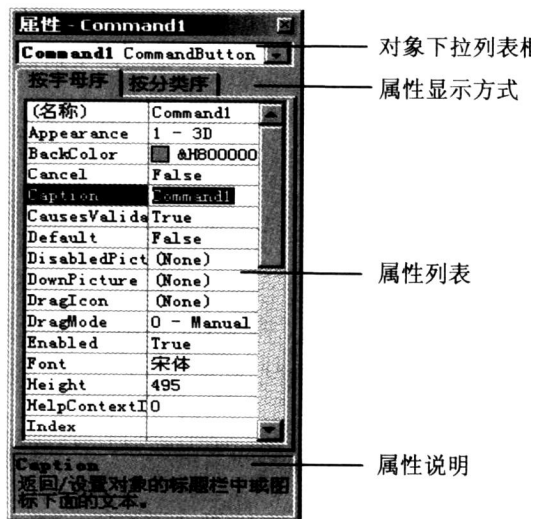 属性 - Command1
Command1 CommandButton
对象下拉列表
按字母序 按分类序
属性显示方式
(名称) Command1
Appearance 1 - 3D
BackColor &H800000
Cancel False
Caption Command1
CausesValida True
Default False
DisabledPict (None)
DownPicture (None)
属性列表
DragIcon (None)
DragMode 0 - Manual
Enabled True
Font 宋体
Height 495
HelpContextI 0
Index
Caption
属性说明
返回/设置对象的标题栏中或图
标下面的文本。